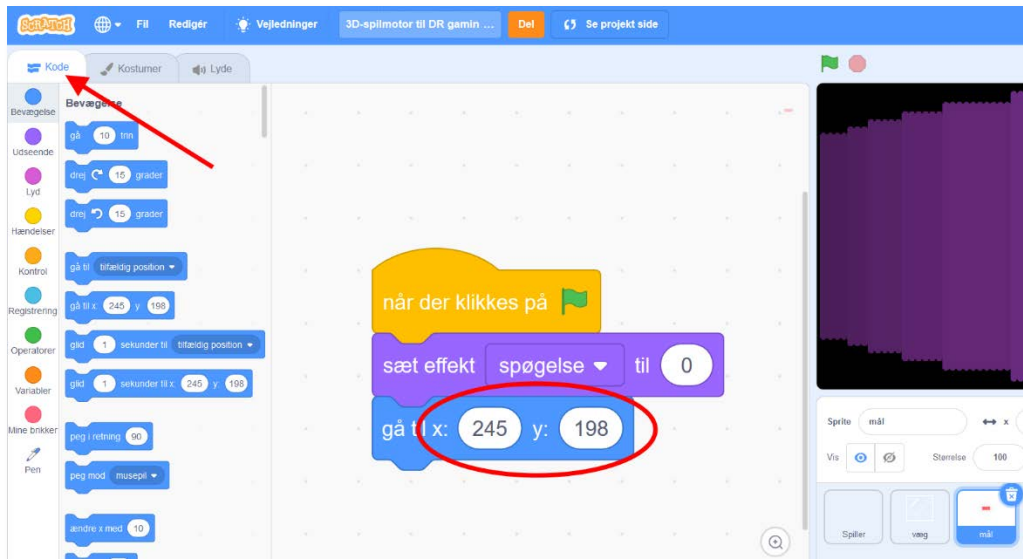 SCRATCH Fil Redigér Vejledninger 3D-spilmotor til DR gamin ... Del Se projekt side
Kode Kostumer Lyde
Bevægelse
Udseende
Lyd
Hændelser
Kontrol
Registrering
Operatorer
Variabler
Mine brikker
Pen
Bevægelse
gå 10 trin
drej 15 grader
drej 15 grader
gå til tilfældig position
gå til x: 245 y: 198
glid 1 sekunder til tilfældig position
glid 1 sekunder til x: 245 y: 198
peg i retning 90
peg mod musepil
ændre x med 10
når der klikkes på
sæt effekt spøgelse til 0
gå til x: 245 y: 198
Sprite mål x
Vis Størrelse 100
Spiller væg mål